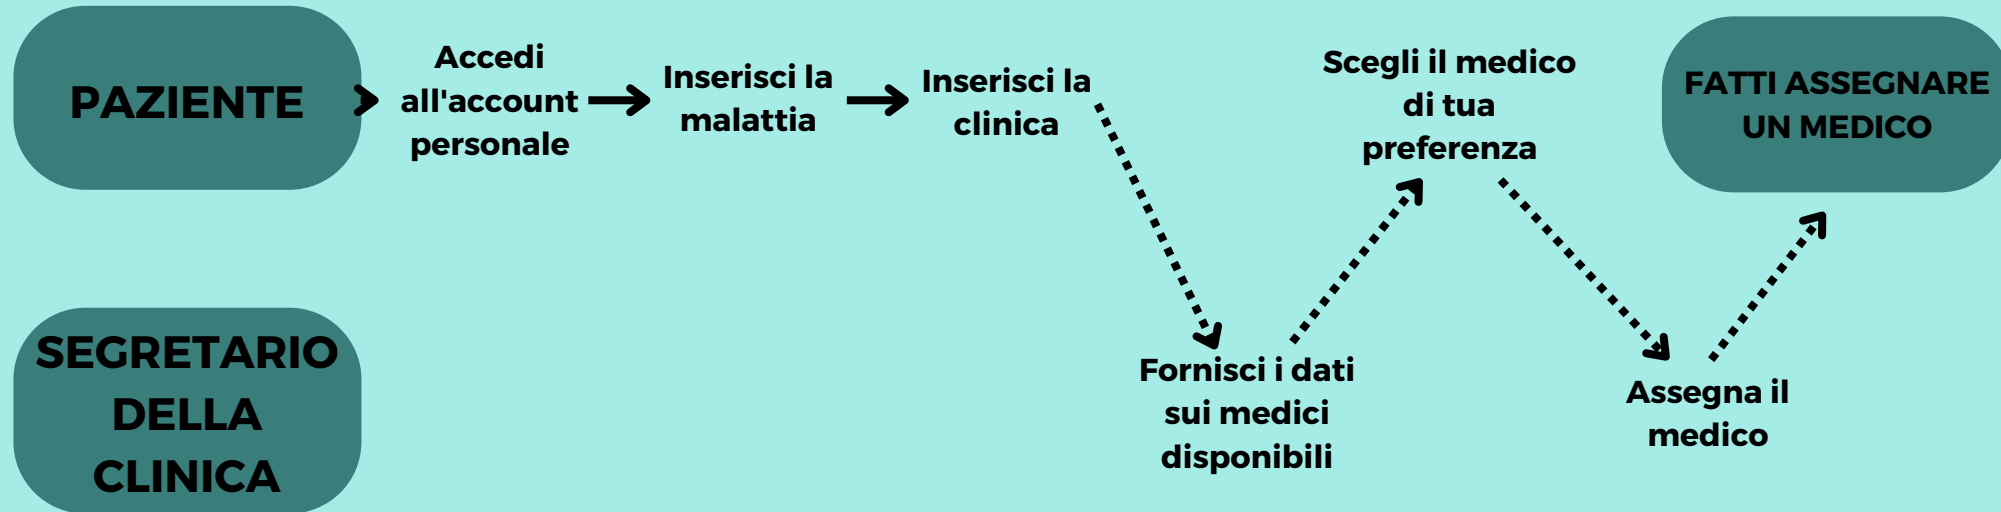 PAZIENTE
Accedi
all'account
personale
Inserisci la
malattia
Inserisci la
clinica
Scegli il medico
di tua
preferenza
FATTI ASSEGNARE
UN MEDICO
SEGRETARIO
DELLA
CLINICA
Fornisci i dati
sui medici
disponibili
Assegna il
medico